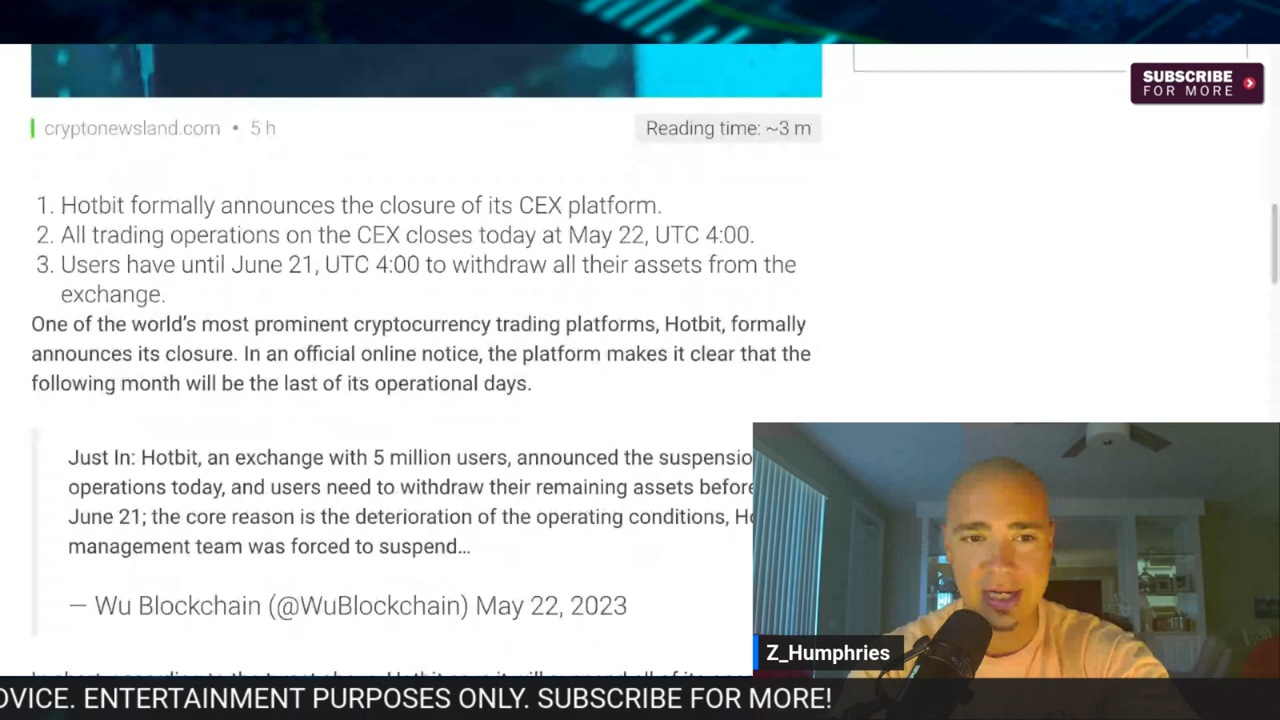 SUBSCRIBE
FOR MORE
cryptonewsland.com • 5 h
Reading time: ~3 m
1. Hotbit formally announces the closure of its CEX platform.
2. All trading operations on the CEX closes today at May 22, UTC 4:00.
3. Users have until June 21, UTC 4:00 to withdraw all their assets from the
exchange.
One of the world’s most prominent cryptocurrency trading platforms, Hotbit, formally
announces its closure. In an official online notice, the platform makes it clear that the
following month will be the last of its operational days.
Just In: Hotbit, an exchange with 5 million users, announced the suspensio
operations today, and users need to withdraw their remaining assets before
June 21; the core reason is the deterioration of the operating conditions, Ho
management team was forced to suspend…
— Wu Blockchain (@WuBlockchain) May 22, 2023
Z_Humphries
OVICE. ENTERTAINMENT PURPOSES ONLY. SUBSCRIBE FOR MORE!